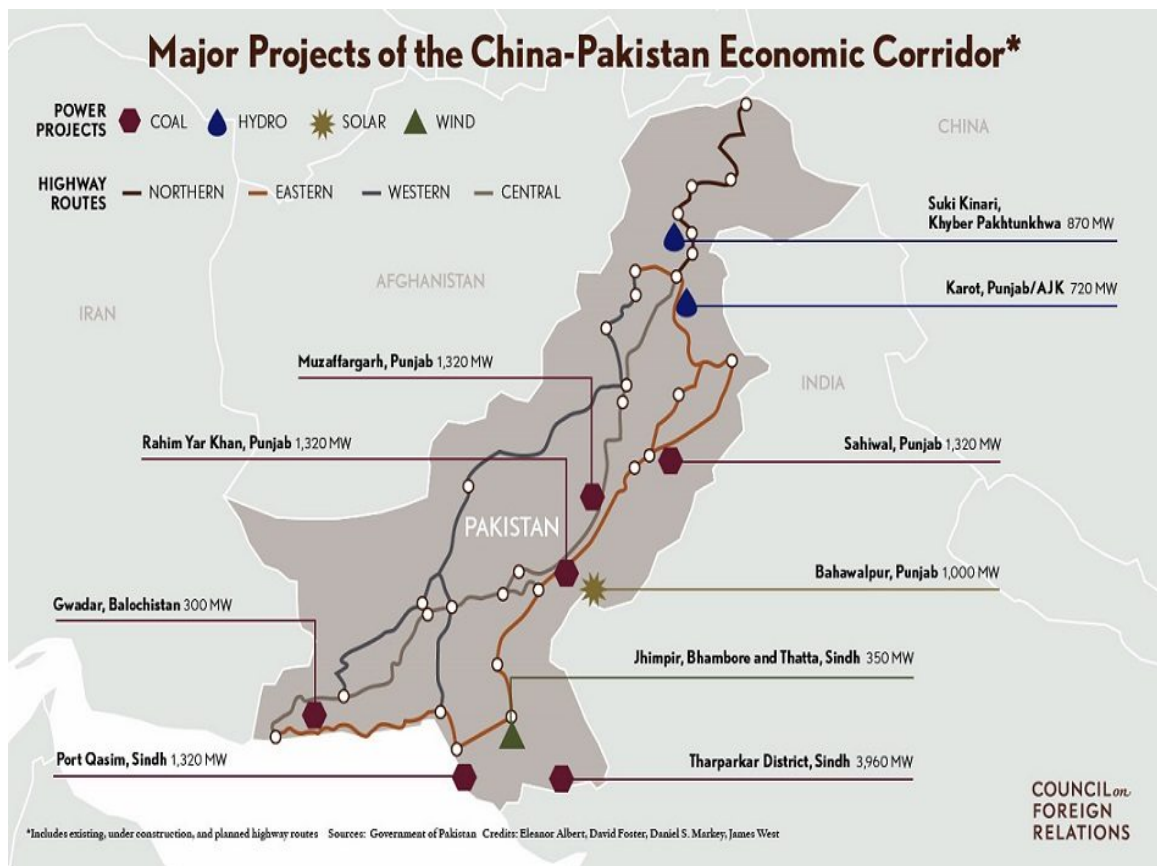 Major Projects of the China-Pakistan Economic Corridor*
POWER
PROJECTS
COAL
HYDRO
SOLAR
WIND
HIGHWAY
ROUTES
NORTHERN
EASTERN
WESTERN
CENTRAL
CHINA
Suki Kinari,
Khyber Pakhtunkhwa 870 MW
AFGHANISTAN
Karot, Punjab/AJK 720 MW
IRAN
Muzaffargarh, Punjab 1,320 MW
INDIA
Rahim Yar Khan, Punjab 1,320 MW
Sahiwal, Punjab 1,320 MW
PAKISTAN
Bahawalpur, Punjab 1,000 MW
Gwadar, Balochistan 300 MW
Jhimpir, Bhambore and Thatta, Sindh 350 MW
Port Qasim, Sindh 1,320 MW
Tharparkar District, Sindh 3,960 MW
COUNCIL on
FOREIGN
RELATIONS
*Includes existing, under construction, and planned highway routes Sources: Government of Pakistan Credits: Eleanor Albert, David Foster, Daniel S. Markey, James West